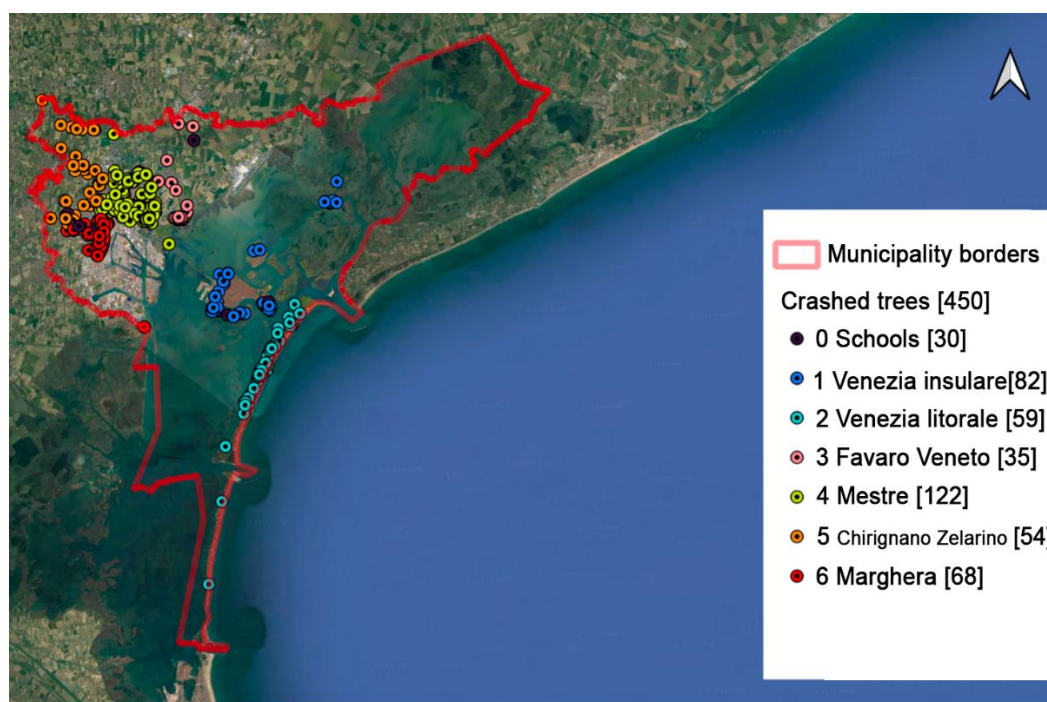 Municipality borders
Crashed trees [450]
0 Schools [30]
1 Venezia insulare[82]
2 Venezia litorale [59]
3 Favaro Veneto [35]
4 Mestre [122]
5 Chirignano Zelarino [54]
6 Marghera [68]